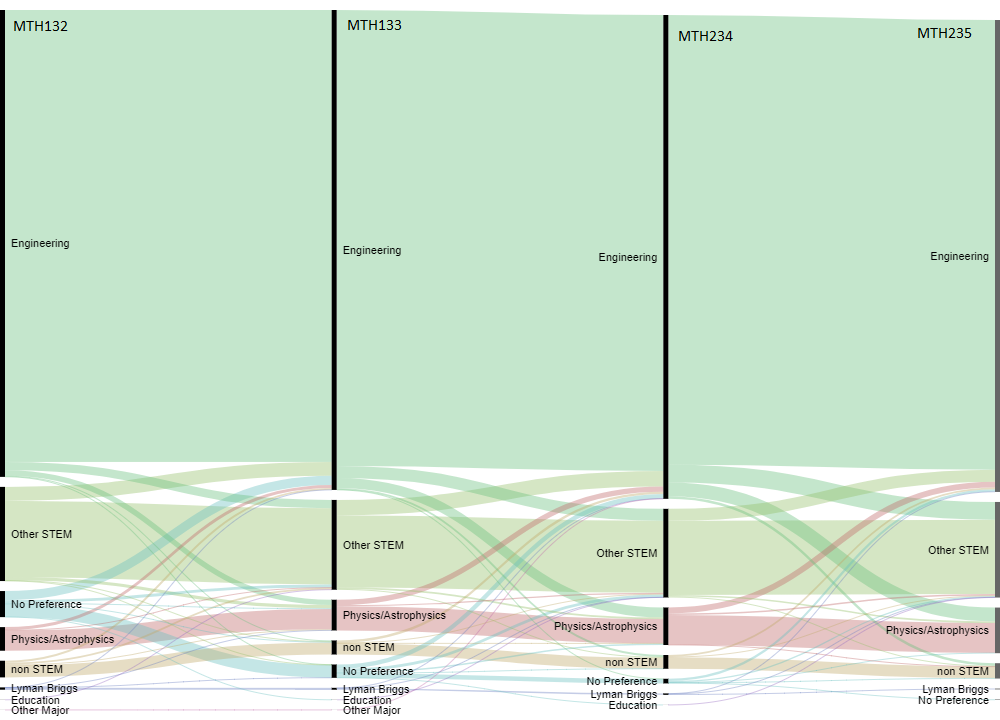 MTH132
Engineering
Other STEM
No Preference
Physics/Astrophysics
non STEM
Lyman Briggs
Education
Other Major
MTH133
Engineering
Other STEM
Physics/Astrophysics
non STEM
No Preference
Lyman Briggs
Education
Other Major
MTH234
Engineering
Other STEM
Physics/Astrophysics
non STEM
No Preference
Lyman Briggs
Education
MTH235
Engineering
Other STEM
Physics/Astrophysics
non STEM
Lyman Briggs
No Preference